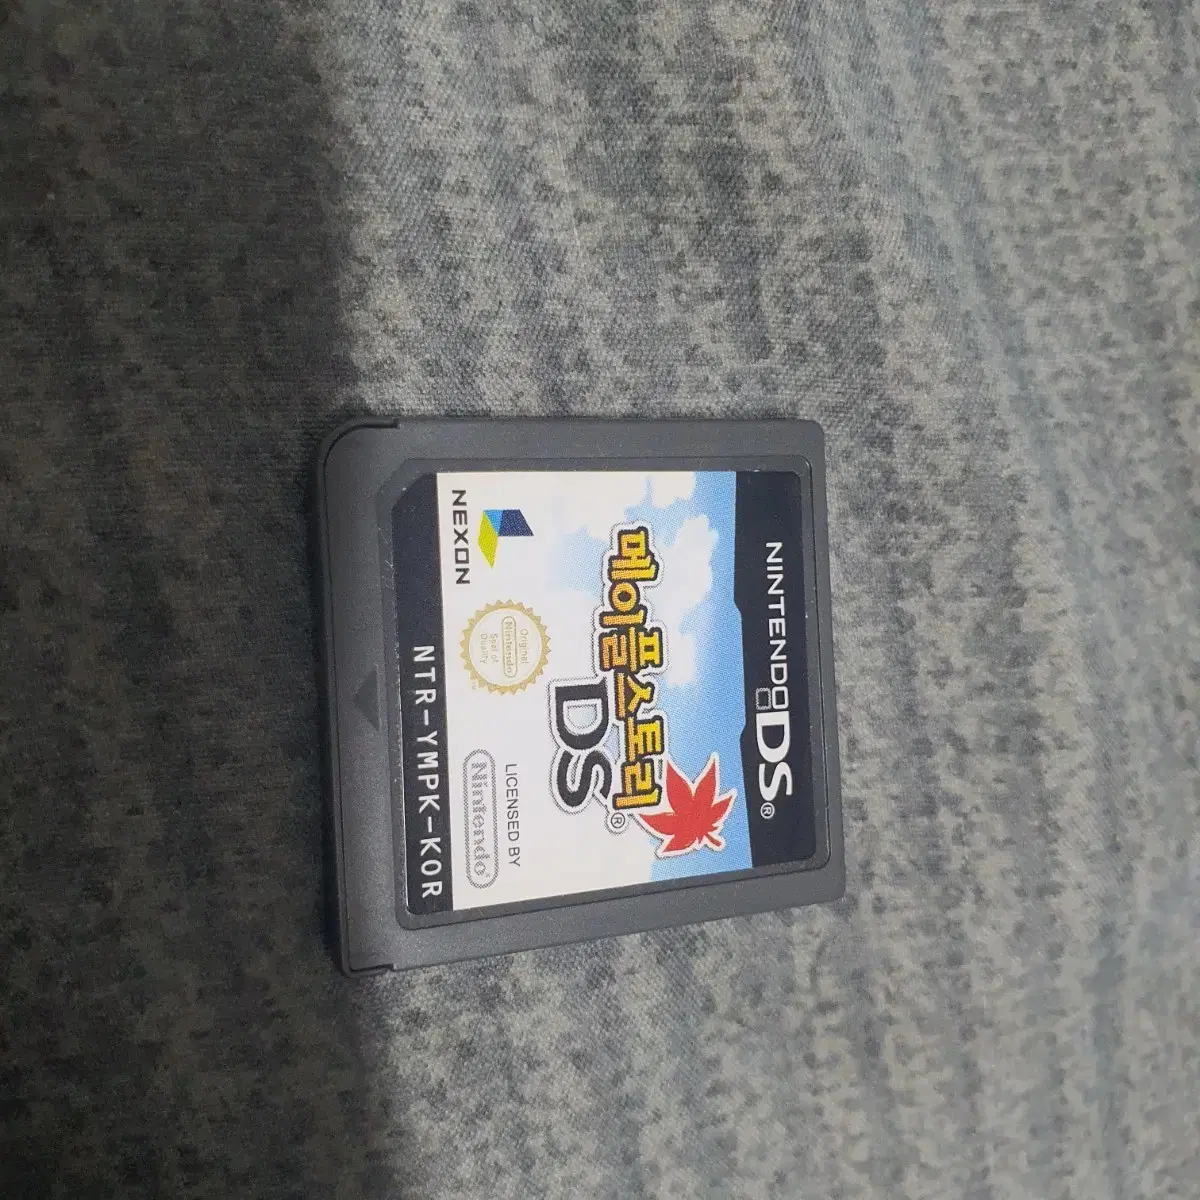 NINTENDO DS®
메이플스토리
DS®
NEXON
Original
Nintendo
Seal of
Quality
LICENSED BY
Nintendo®
NTR-YMPK-KOR